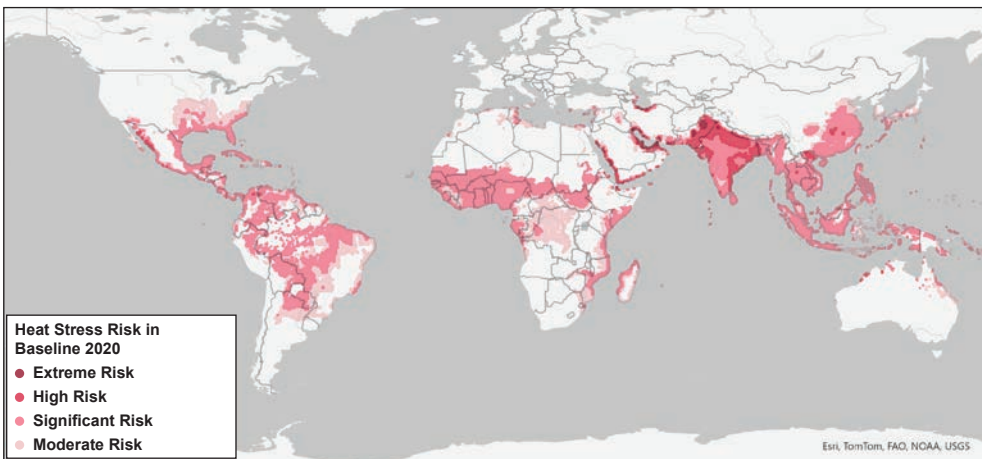 Heat Stress Risk in
Baseline 2020
Extreme Risk
High Risk
Significant Risk
Moderate Risk
Esri, TomTom, FAO, NOAA, USGS